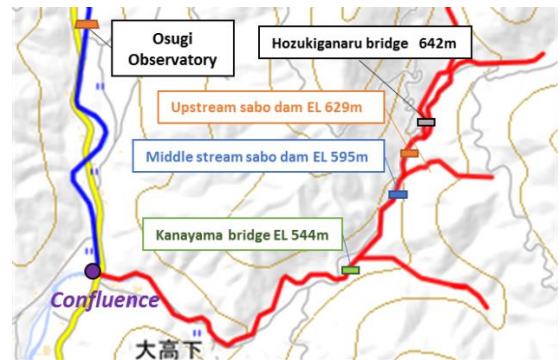 Osugi
Observatory
Hozukiganaru bridge 642m
Upstream sabo dam EL 629m
Middle stream sabo dam EL 595m
Kanayama bridge EL 544m
Confluence
大高下